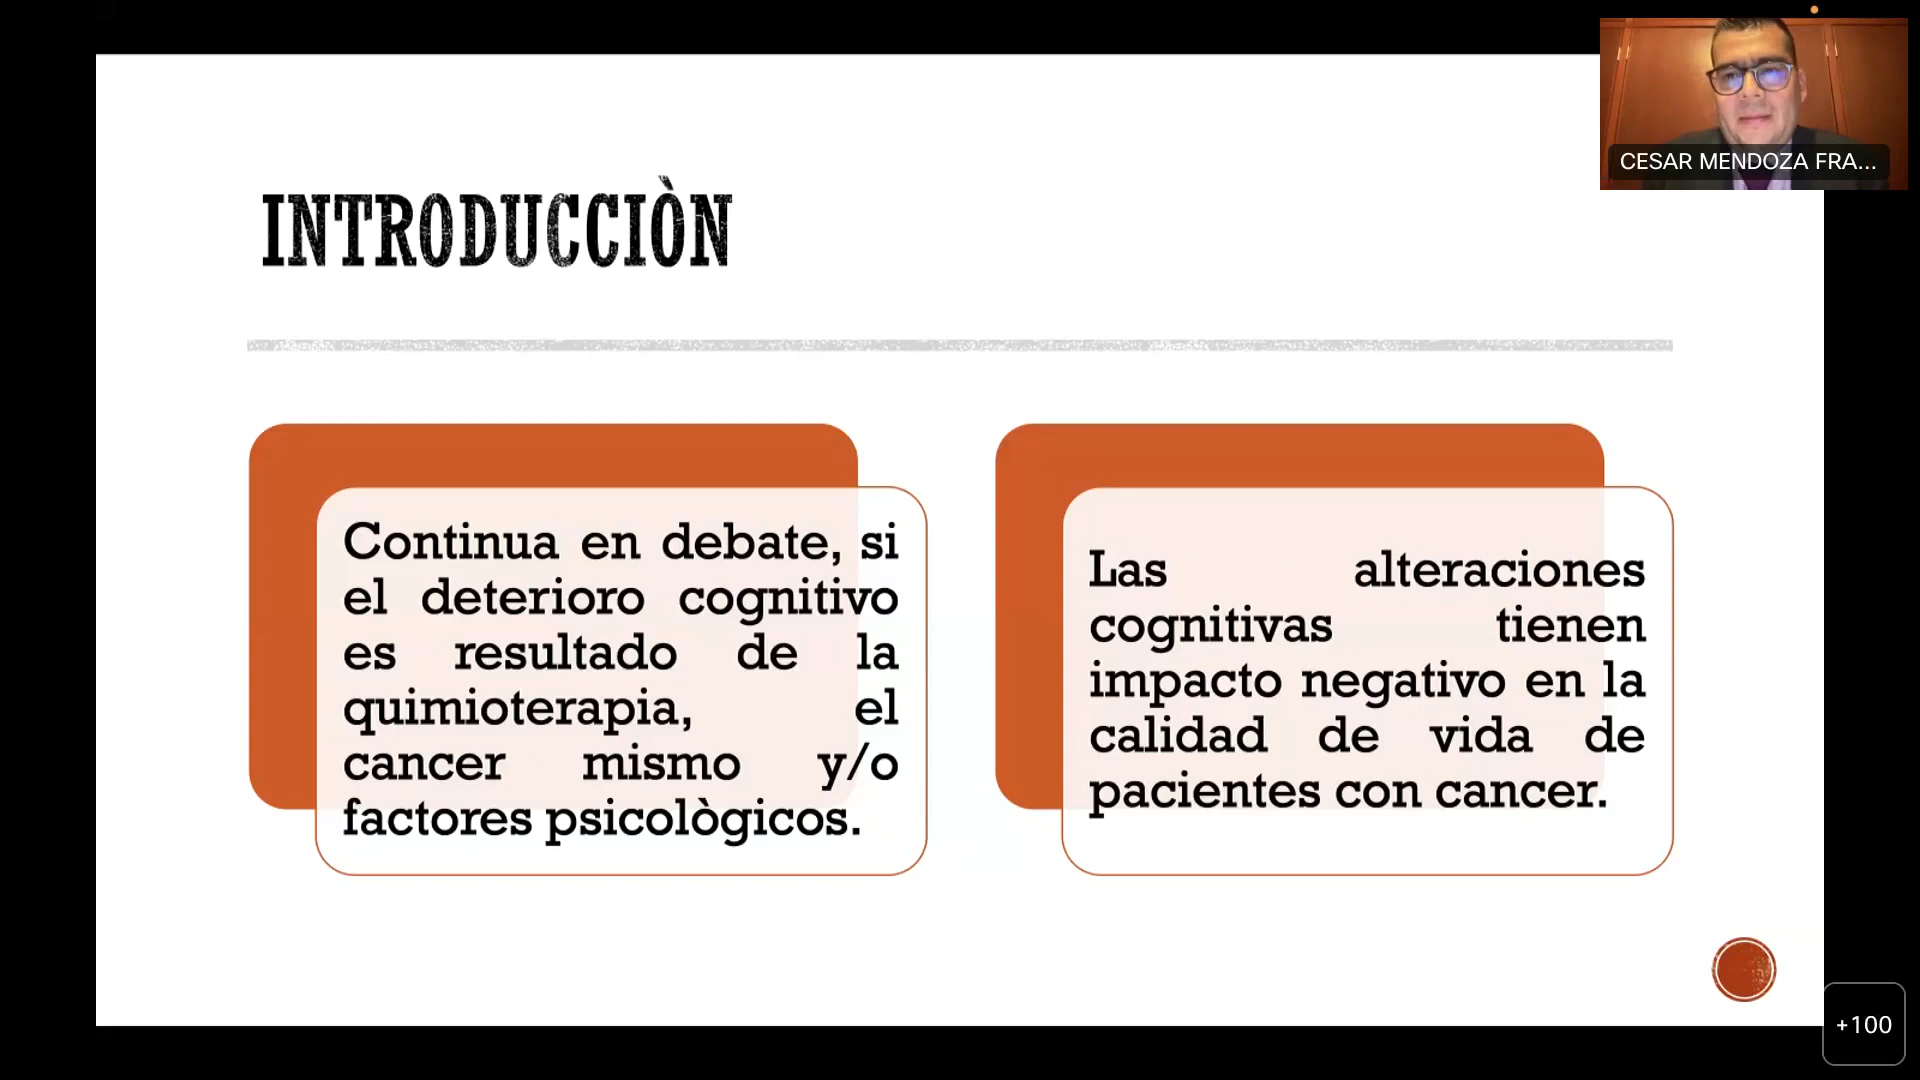 CESAR MENDOZA FRA...
INTRODUCCIÒN
Continua en debate, si
el deterioro cognitivo
es resultado de la
quimioterapia, el
cancer mismo y/o
factores psicològicos.
Las alteraciones
cognitivas tienen
impacto negativo en la
calidad de vida de
pacientes con cancer.
+100